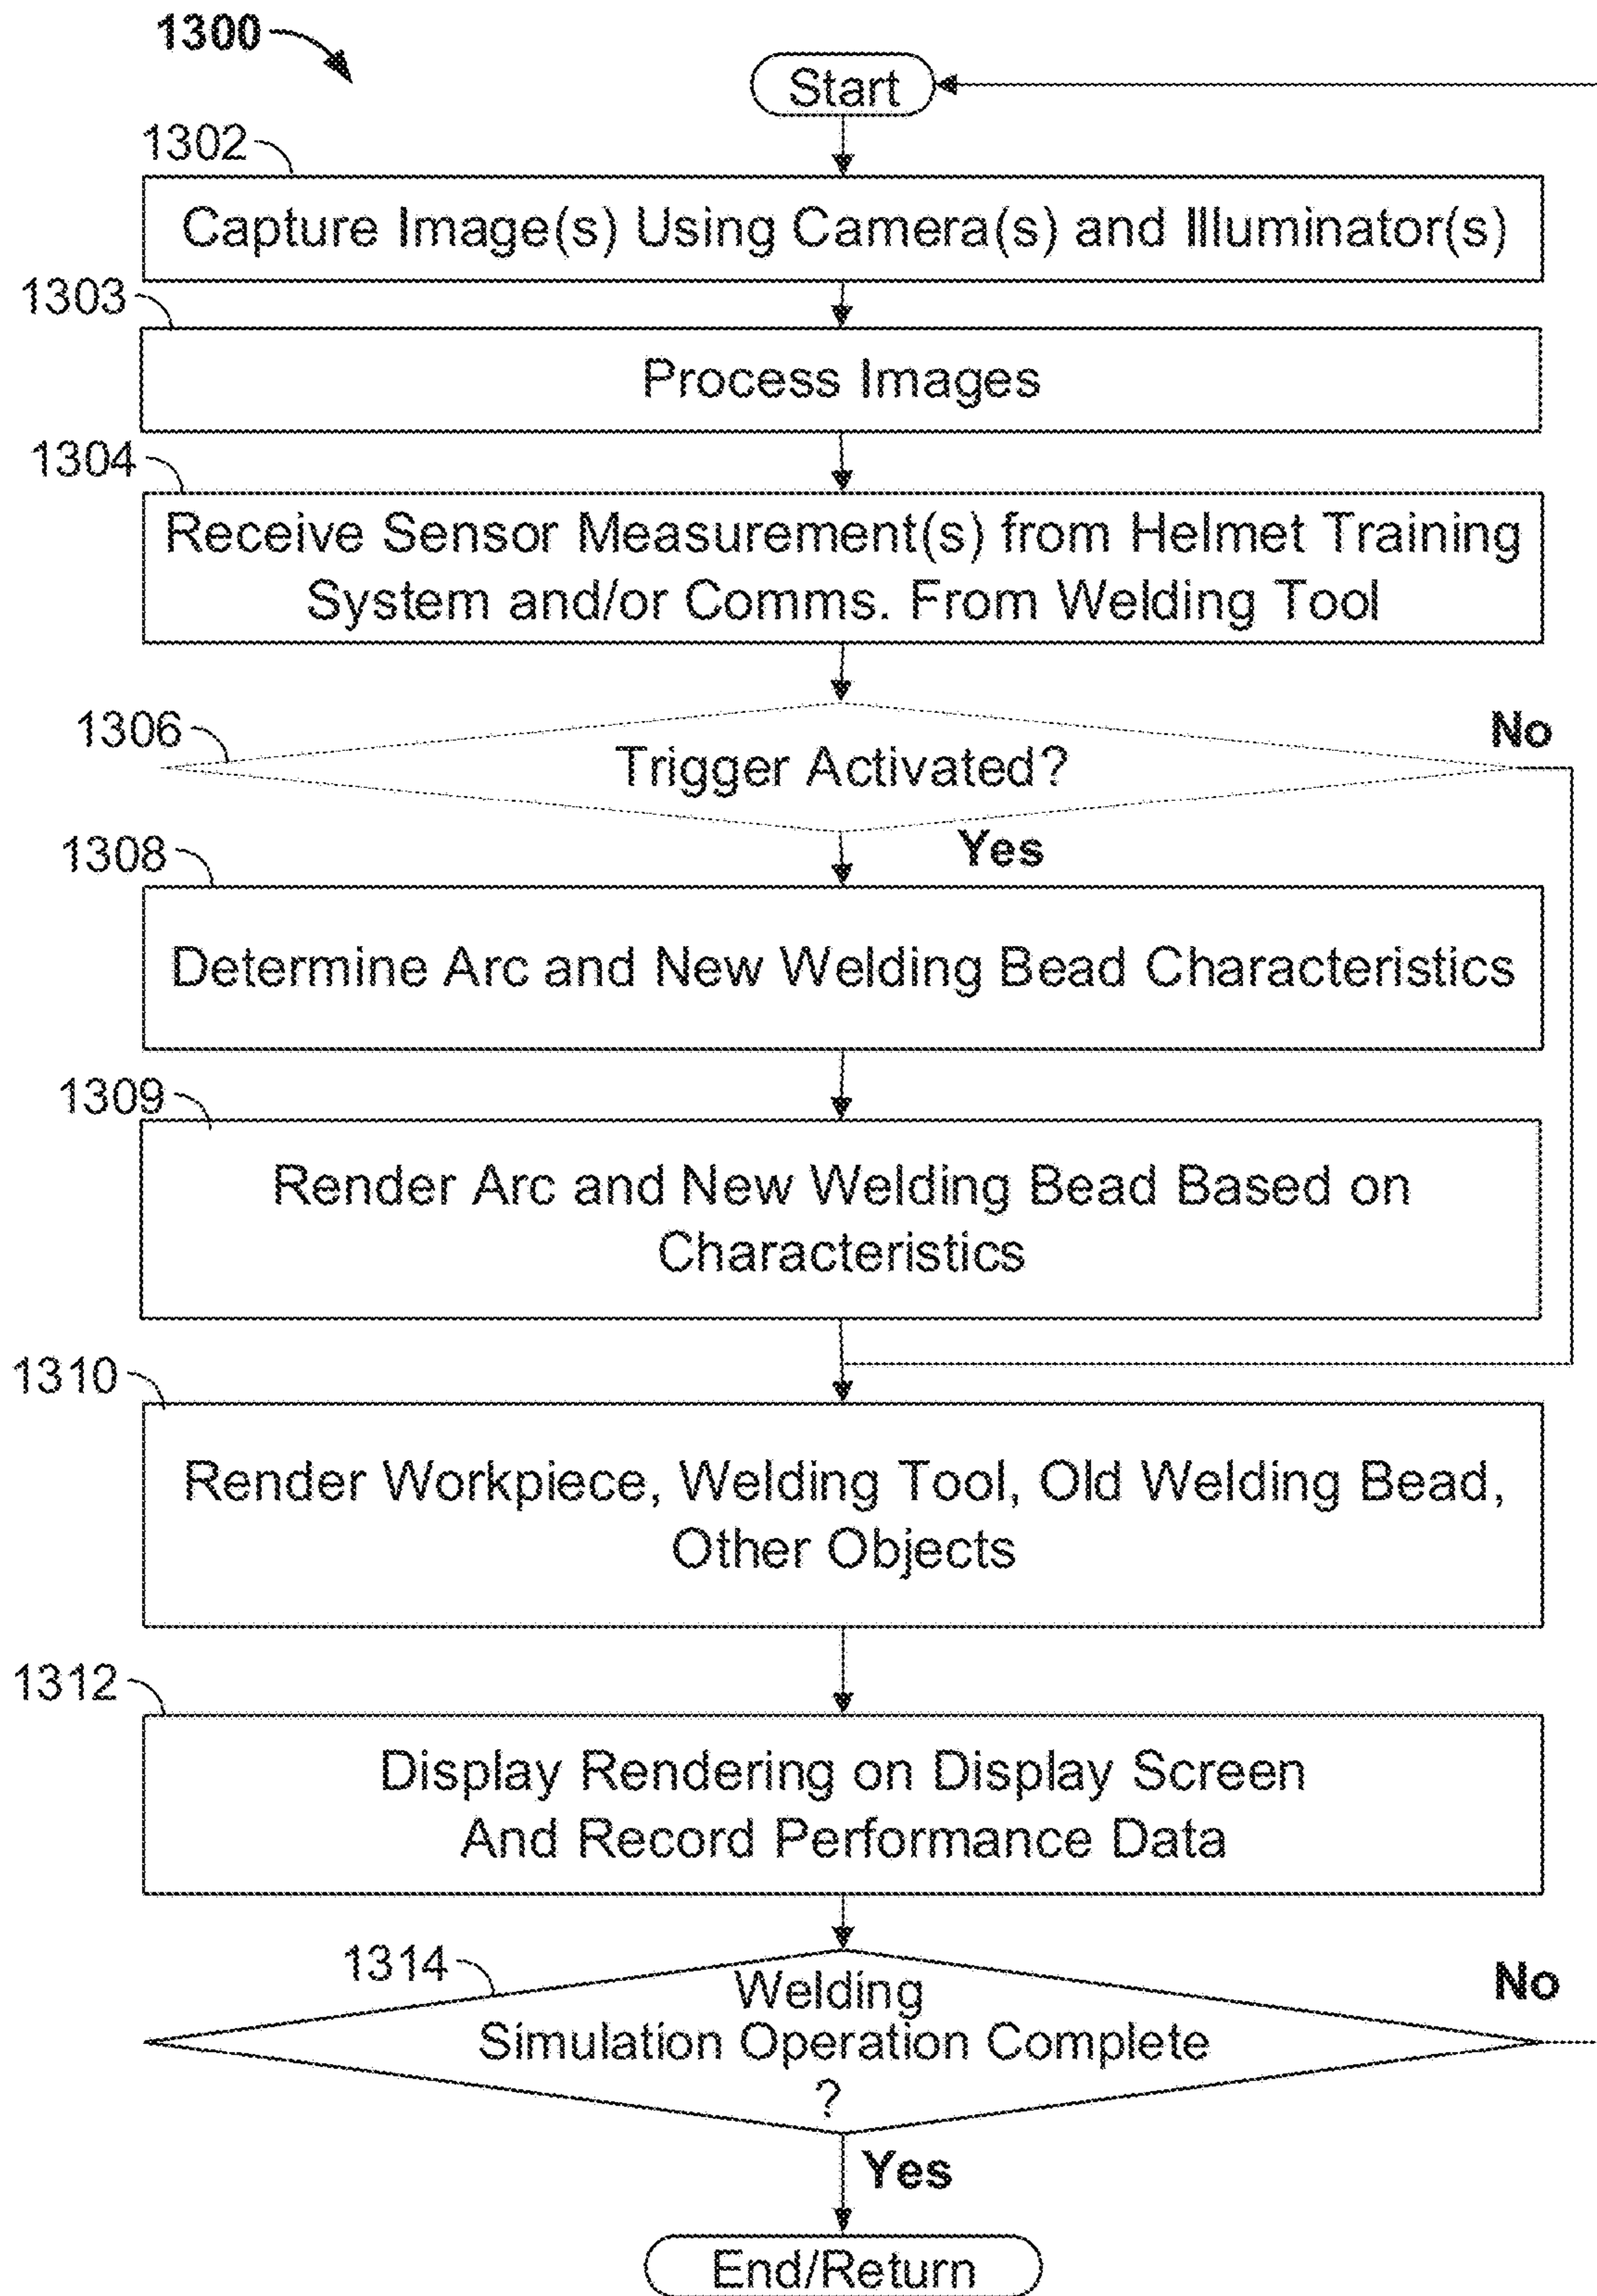 1300
Start
1302
Capture Image(s) Using Camera(s) and Illuminator(s)
1303
Process Images
1304
Receive Sensor Measurement(s) from Helmet Training
System and/or Comms. From Welding Tool
1306
Trigger Activated?
No
Yes
1308
Determine Arc and New Welding Bead Characteristics
1309
Render Arc and New Welding Bead Based on
Characteristics
1310
Render Workpiece, Welding Tool, Old Welding Bead,
Other Objects
1312
Display Rendering on Display Screen
And Record Performance Data
1314
Welding
Simulation Operation Complete
?
No
Yes
End/Return